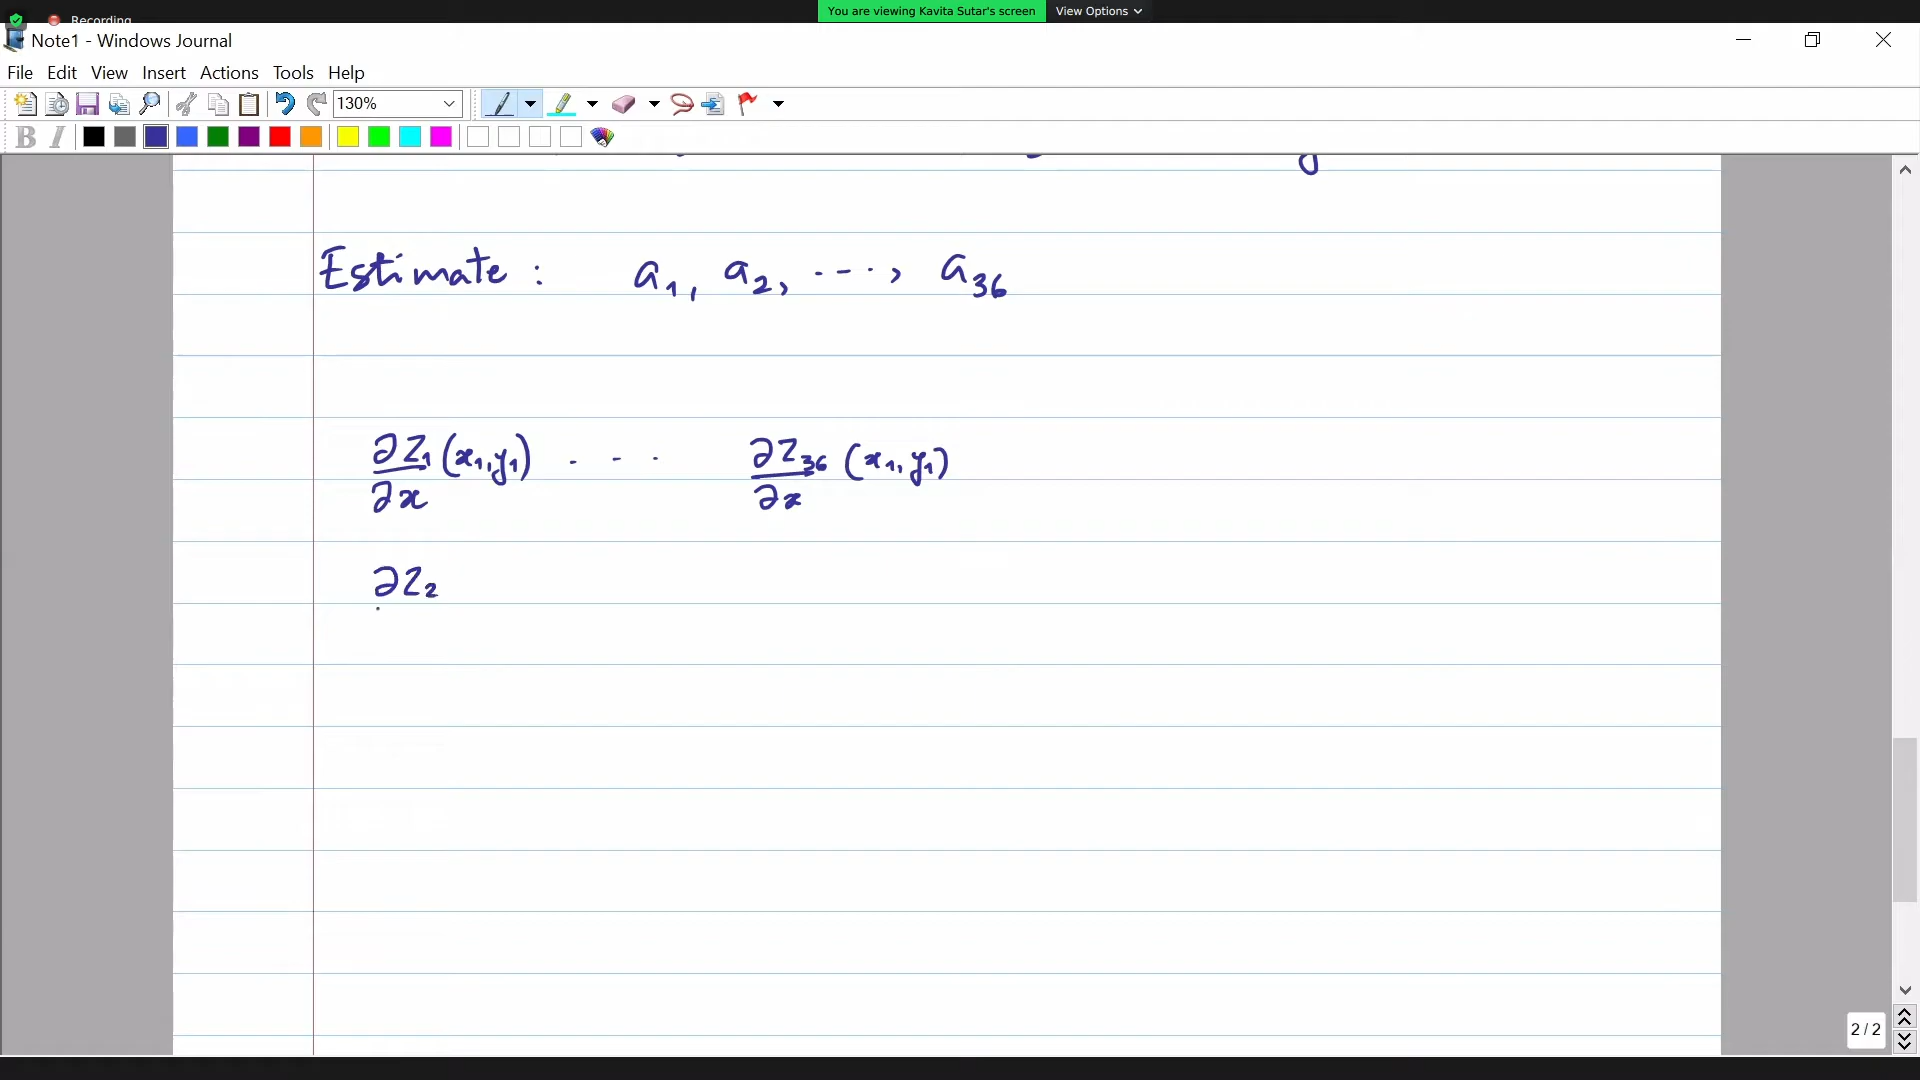 Recording
You are viewing Kavita Sutar's screen View Options
Note1 - Windows Journal
File Edit View Insert Actions Tools Help
130%
B I
Estimate : a₁, a₂, ----, a₃₆
∂Z₁/∂x (x₁,y₁) . - - ∂Z₃₆/∂x (x₁,y₁)
∂Z₂
2 / 2